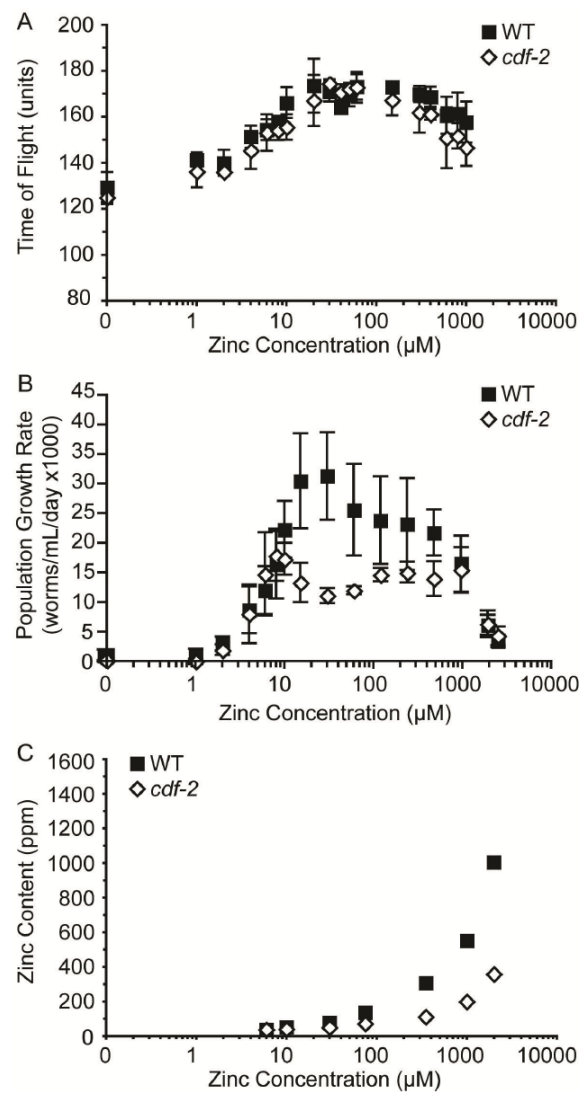 A
WT
cdf-2
Time of Flight (units)
200
180
160
140
120
100
80
0
1
10
100
1000
10000
Zinc Concentration (µM)
B
WT
cdf-2
Population Growth Rate
(worms/mL/day x1000)
45
40
35
30
25
20
15
10
5
0
0
1
10
100
1000
10000
Zinc Concentration (µM)
C
WT
cdf-2
Zinc Content (ppm)
1600
1400
1200
1000
800
600
400
200
0
0
1
10
100
1000
10000
Zinc Concentration (µM)